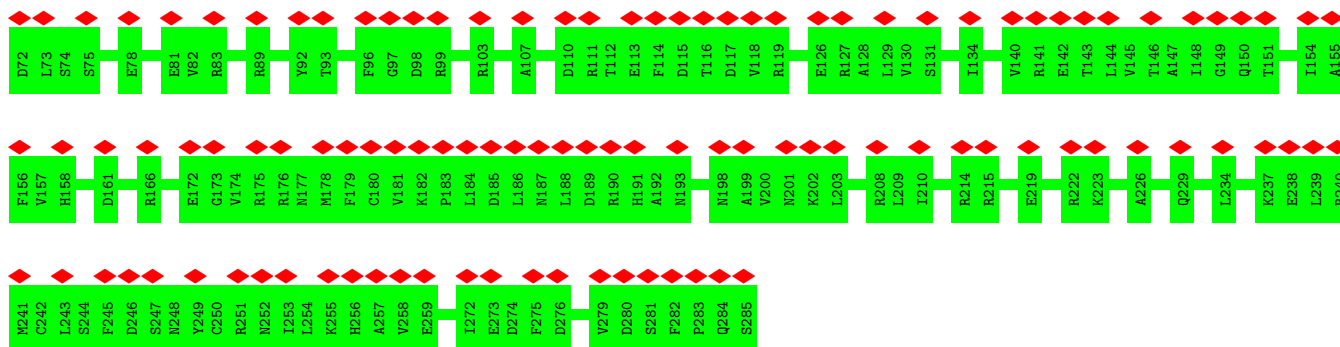 D72 L73 S74 S75 E78 E81 V82 R83 R89 Y92 T93 F96 G97 D98 R99 R103 A107 D110 R111 T112 E113 F114 D115 T116 D117 V118 R119 E126 R127 A128 L129 V130 S131 I134 V140 R141 E142 T143 L144 V145 T146 A147 I148 G149 Q150 T151 I154 A155
F156 V157 H158 D161 R166 E172 G173 V174 R175 R176 N177 M178 F179 C180 V181 K182 P183 L184 D185 L186 N187 L188 D189 R190 H191 A192 N193 N198 A199 V200 N201 K202 L203 R208 L209 I210 R214 R215 E219 R222 K223 A226 Q229 L234 K237 E238 L239 R240
M241 C242 L243 S244 F245 D246 S247 N248 Y249 C250 R251 N252 I253 L254 K255 H256 A257 V258 E259 I272 E273 D274 F275 D276 V279 D280 S281 F282 P283 Q284 S285